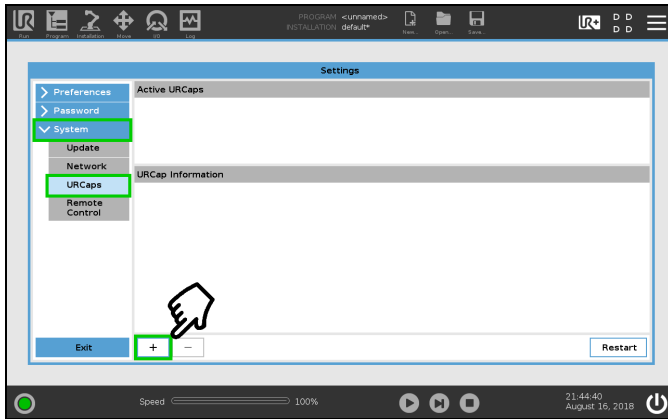 PROGRAM <unnamed>
INSTALLATION default*
Run Program Installation Move I/O Log New... Open... Save...
UR+
D D
D D
Settings
Preferences
Password
System
Update
Network
URCaps
Remote
Control
Active URCaps
URCap Information
Exit
+ −
Restart
Speed 100%
21:44:40
August 16, 2018